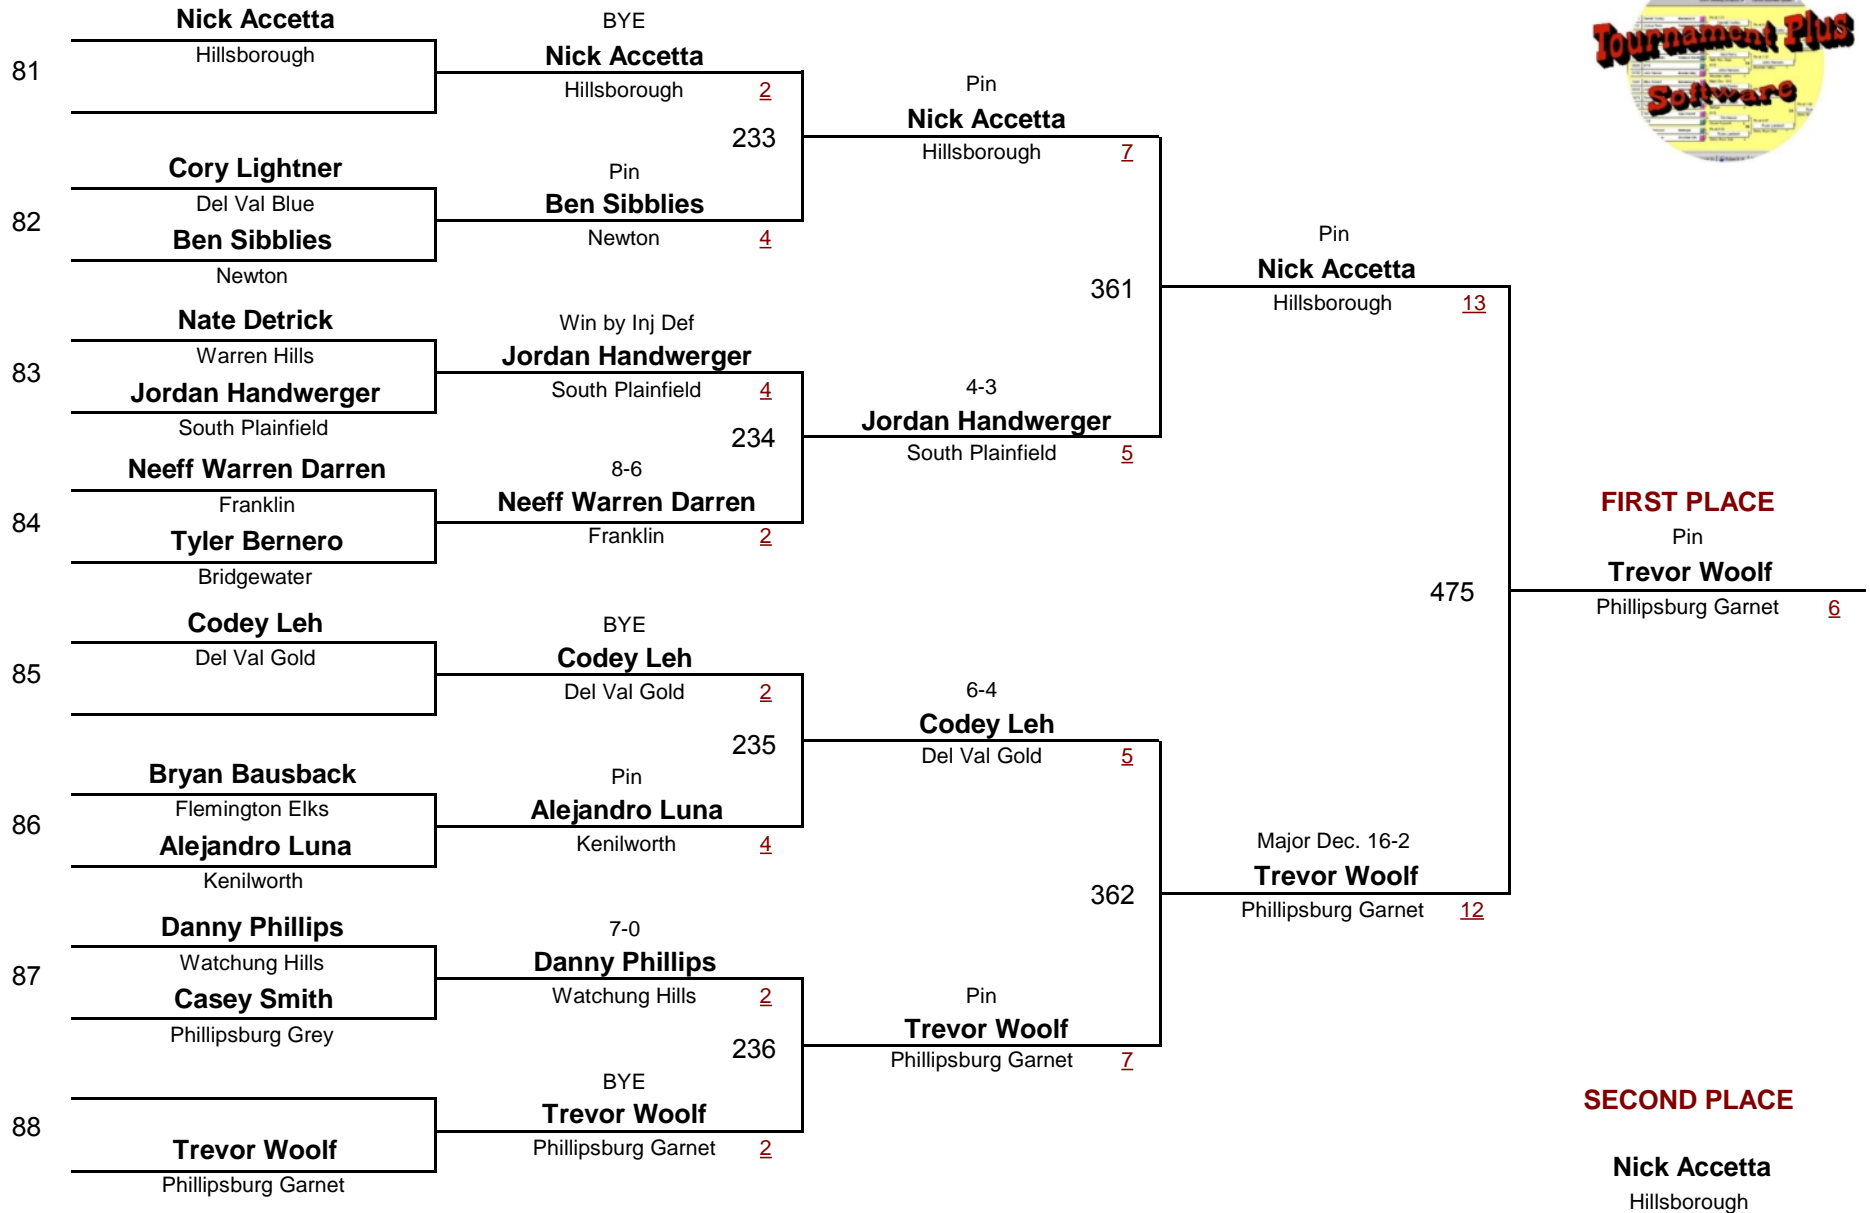 Nick Accetta
81
Hillsborough
BYE
Nick Accetta
Hillsborough 2
Cory Lightner
82
Del Val Blue
Ben Sibblies
Newton
233
Pin
Ben Sibblies
Newton 4
Pin
Nick Accetta
Hillsborough 7
Nate Detrick
83
Warren Hills
Jordan Handwerger
South Plainfield
Win by Inj Def
Jordan Handwerger
South Plainfield 4
361
Neeff Warren Darren
84
Franklin
Tyler Bernero
Bridgewater
234
8-6
Neeff Warren Darren
Franklin 2
4-3
Jordan Handwerger
South Plainfield 5
Pin
Nick Accetta
Hillsborough 13
Codey Leh
85
Del Val Gold
BYE
Codey Leh
Del Val Gold 2
Bryan Bausback
86
Flemington Elks
Alejandro Luna
Kenilworth
235
Pin
Alejandro Luna
Kenilworth 4
6-4
Codey Leh
Del Val Gold 5
Danny Phillips
87
Watchung Hills
Casey Smith
Phillipsburg Grey
7-0
Danny Phillips
Watchung Hills 2
362
88
Trevor Woolf
Phillipsburg Garnet
236
BYE
Trevor Woolf
Phillipsburg Garnet 2
Pin
Trevor Woolf
Phillipsburg Garnet 7
Major Dec. 16-2
Trevor Woolf
Phillipsburg Garnet 12
475
Tournament Plus
Software
FIRST PLACE
Pin
Trevor Woolf
Phillipsburg Garnet 6
SECOND PLACE
Nick Accetta
Hillsborough